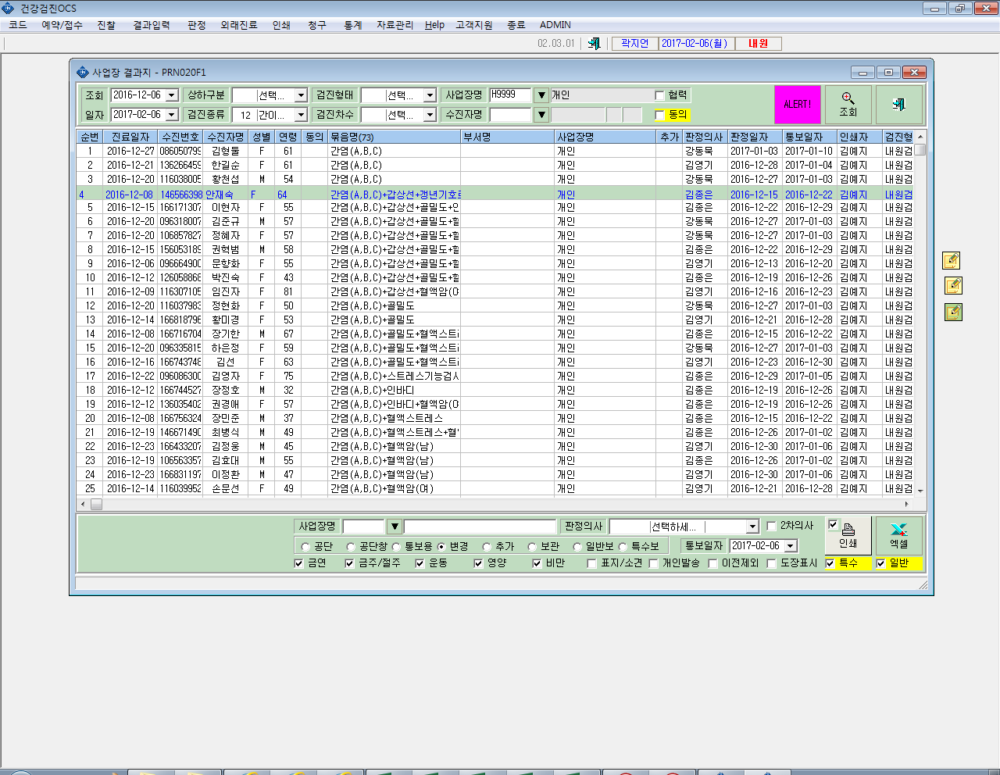 건강검진OCS
코드 예약/접수 진찰 결과입력 판정 외래진료 인쇄 청구 통계 자료관리 Help 고객지원 종료 ADMIN
02.03.01 곽지언 2017-02-06(월) 내원
사업장 결과지 - PRN020F1
조회 2016-12-06 상하구분 선택... 검진형태 선택... 사업장명 H9999 ▼ 개인 협력 ALERT! 조회
일자 2017-02-06 검진종류 12 간이... 검진차수 선택... 수진자명 ▼ 동의
순번 진료일자 수진번호 수진자명 성별 연령 동의 묶음명(73) 부서명 사업장명 추가 판정의사 판정일자 통보일자 인쇄자 검진형
1 2016-12-27 086050799 김형돌 F 61 간염(A,B,C) 개인 강동묵 2017-01-03 2017-01-10 김예지 내원검
2 2016-12-21 136266459 한길순 F 61 간염(A,B,C) 개인 김영기 2016-12-28 2017-01-04 김예지 내원검
3 2016-12-20 116038005 황천섭 M 54 간염(A,B,C) 개인 강동묵 2016-12-27 2017-01-03 김예지 내원검
4 2016-12-08 146566398 안재숙 F 64 간염(A,B,C)+갑상선+갱년기호르 개인 김종은 2016-12-15 2016-12-22 김예지 내원검
5 2016-12-15 166171307 이현자 F 55 간염(A,B,C)+갑상선+골밀도+인 개인 김종은 2016-12-22 2016-12-29 김예지 내원검
6 2016-12-20 096318007 김준규 M 57 간염(A,B,C)+갑상선+골밀도+혈 개인 강동묵 2016-12-27 2017-01-03 김예지 내원검
7 2016-12-20 106857827 정혜자 F 57 간염(A,B,C)+갑상선+골밀도+혈 개인 강동묵 2016-12-27 2017-01-03 김예지 내원검
8 2016-12-15 156053189 권혁범 M 58 간염(A,B,C)+갑상선+골밀도+혈 개인 김종은 2016-12-22 2016-12-29 김예지 내원검
9 2016-12-06 096664900 문향화 F 55 간염(A,B,C)+갑상선+골밀도+혈 개인 김영기 2016-12-13 2016-12-20 김예지 내원검
10 2016-12-12 126058868 박진숙 F 43 간염(A,B,C)+갑상선+골밀도+혈 개인 김종은 2016-12-19 2016-12-26 김예지 내원검
11 2016-12-09 116307105 임진자 F 81 간염(A,B,C)+갑상선+혈액암(여 개인 김영기 2016-12-16 2016-12-23 김예지 내원검
12 2016-12-20 116037983 정현화 F 50 간염(A,B,C)+골밀도 개인 강동묵 2016-12-27 2017-01-03 김예지 내원검
13 2016-12-14 166818796 황미경 F 53 간염(A,B,C)+골밀도 개인 김영기 2016-12-21 2016-12-28 김예지 내원검
14 2016-12-08 166716704 장기한 M 67 간염(A,B,C)+골밀도+혈액스트레 개인 김종은 2016-12-15 2016-12-22 김예지 내원검
15 2016-12-20 096335815 하은정 F 59 간염(A,B,C)+골밀도+혈액스트레 개인 강동묵 2016-12-27 2017-01-03 김예지 내원검
16 2016-12-16 166743748 김선 F 63 간염(A,B,C)+골밀도+혈액스트레 개인 김영기 2016-12-23 2016-12-30 김예지 내원검
17 2016-12-22 096086300 김영자 F 75 간염(A,B,C)+스트레스기능검사 개인 김종은 2016-12-29 2017-01-05 김예지 내원검
18 2016-12-12 166744527 장정호 M 32 간염(A,B,C)+인바디 개인 김종은 2016-12-19 2016-12-26 김예지 내원검
19 2016-12-12 136035402 권경애 F 57 간염(A,B,C)+인바디+혈액암(여 개인 김종은 2016-12-19 2016-12-26 김예지 내원검
20 2016-12-08 166756324 장민준 M 37 간염(A,B,C)+혈액스트레스 개인 김종은 2016-12-15 2016-12-22 김예지 내원검
21 2016-12-19 146671490 최병식 M 49 간염(A,B,C)+혈액스트레스+혈 개인 김종은 2016-12-26 2017-01-02 김예지 내원검
22 2016-12-23 166433207 김정웅 M 45 간염(A,B,C)+혈액암(남) 개인 김영기 2016-12-30 2017-01-06 김예지 내원검
23 2016-12-19 106563357 김효대 M 55 간염(A,B,C)+혈액암(남) 개인 김종은 2016-12-26 2017-01-02 김예지 내원검
24 2016-12-23 166831197 이정환 M 47 간염(A,B,C)+혈액암(남) 개인 김영기 2016-12-30 2017-01-06 김예지 내원검
25 2016-12-14 116039952 손문선 F 49 간염(A,B,C)+혈액암(여) 개인 김영기 2016-12-21 2016-12-28 김예지 내원검
사업장명 ▼ 판정의사 선택하세... 2차의사 인쇄 엑셀
공단 공단창 통보용 변경 추가 보관 일반보 특수보 통보일자 2017-02-06
금연 금주/절주 운동 영양 비만 표지/소견 개인발송 이전제외 도장표시 특수 일반